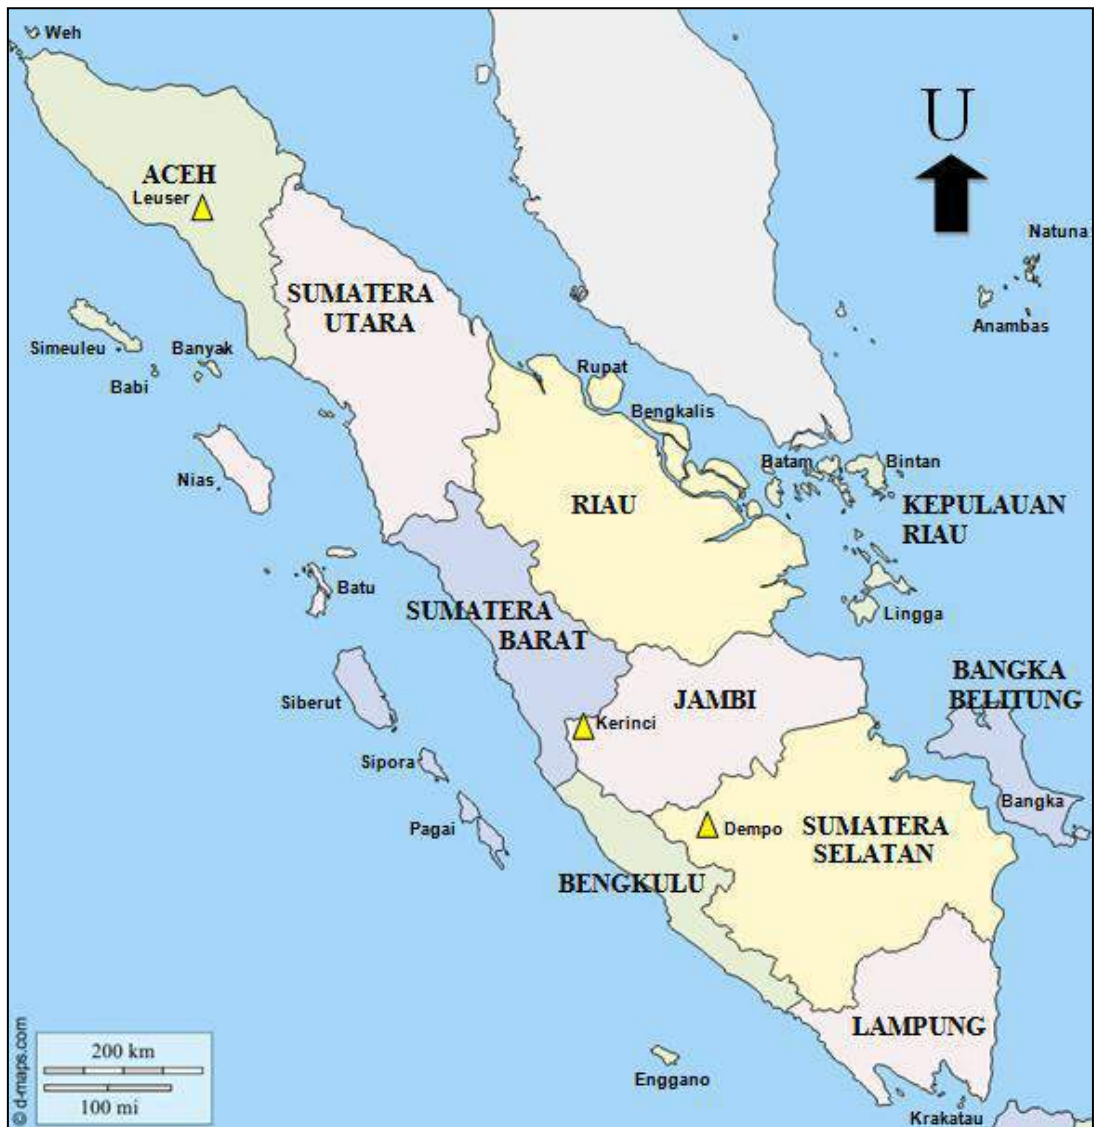 Weh
U
ACEH
Leuser
Natuna
SUMATERA
UTARA
Anambas
Simeuleu
Banyak
Babi
Rupat
Bengkalis
Nias
Batam
Bintan
RIAU
KEPULAUAN
RIAU
Batu
SUMATERA
BARAT
Lingga
BANGKA
BELITUNG
Siberut
JAMBI
Kerinci
Sipora
Bangka
Pagai
Dempo
SUMATERA
SELATAN
BENGKULU
LAMPUNG
200 km
100 mi
Enggano
Krakatau
© d-maps.com